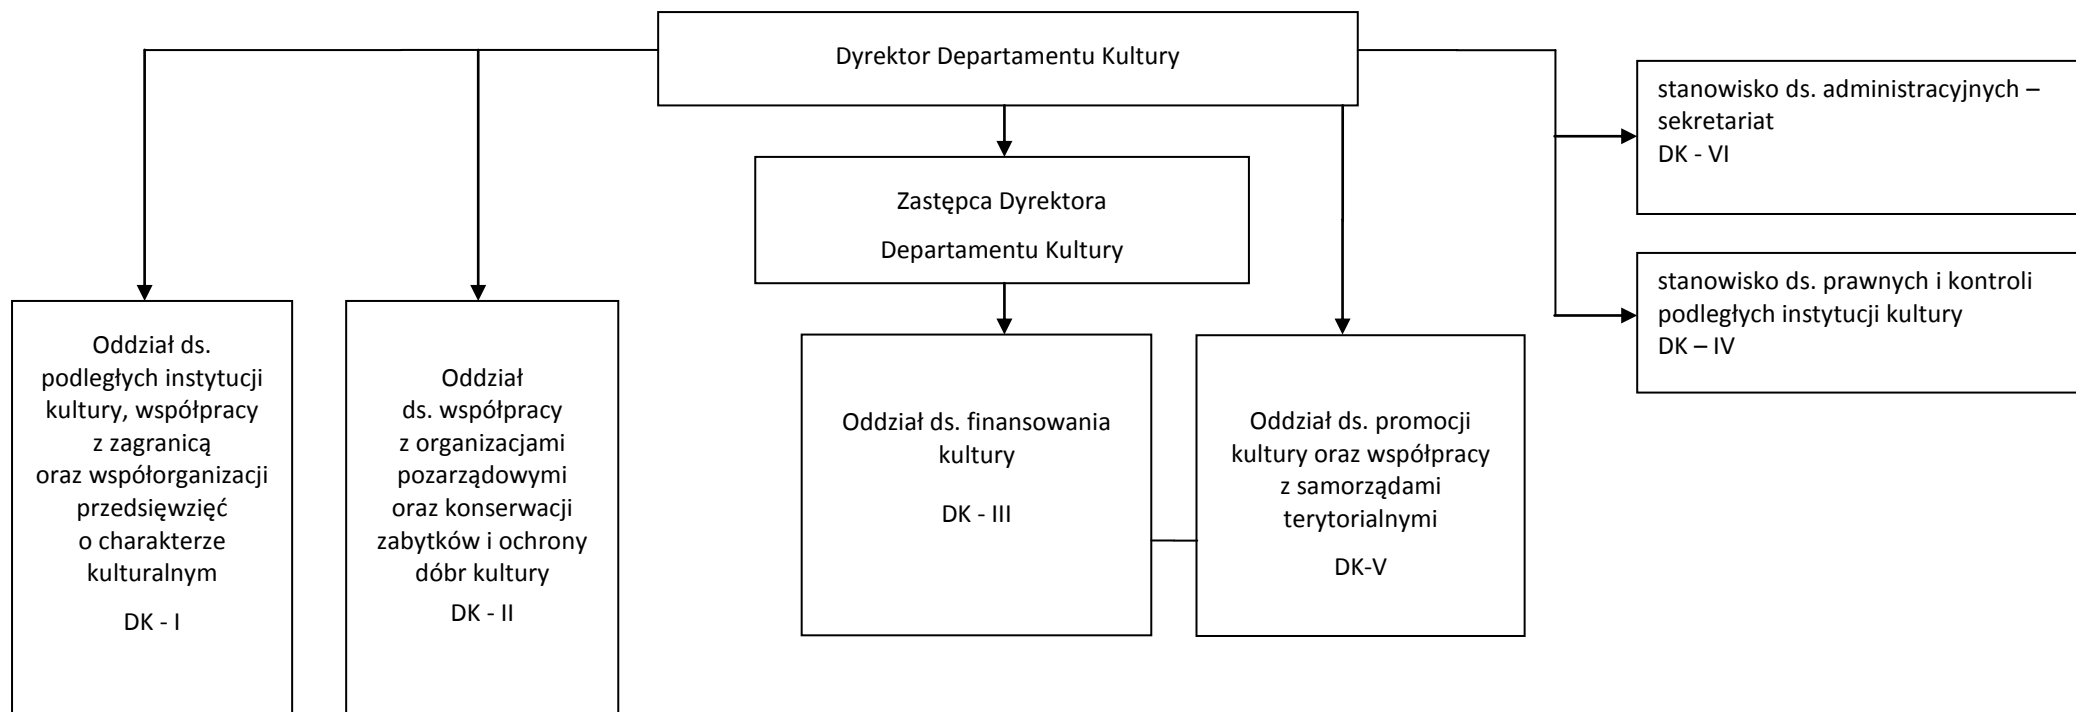 Dyrektor Departamentu Kultury
stanowisko ds. administracyjnych –
sekretariat
DK - VI
Zastępca Dyrektora
Departamentu Kultury
stanowisko ds. prawnych i kontroli
podległych instytucji kultury
DK – IV
Oddział ds.
podległych instytucji
kultury, współpracy
z zagranicą
oraz współorganizacji
przedsięwzięć
o charakterze
kulturalnym
DK - I
Oddział
ds. współpracy
z organizacjami
pozarządowymi
oraz konserwacji
zabytków i ochrony
dóbr kultury
DK - II
Oddział ds. finansowania
kultury
DK - III
Oddział ds. promocji
kultury oraz współpracy
z samorządami
terytorialnymi
DK-V